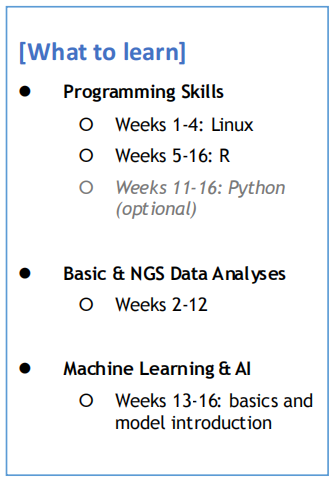 [What to learn]
● Programming Skills
○ Weeks 1-4: Linux
○ Weeks 5-16: R
○ Weeks 11-16: Python
(optional)
● Basic & NGS Data Analyses
○ Weeks 2-12
● Machine Learning & AI
○ Weeks 13-16: basics and
model introduction